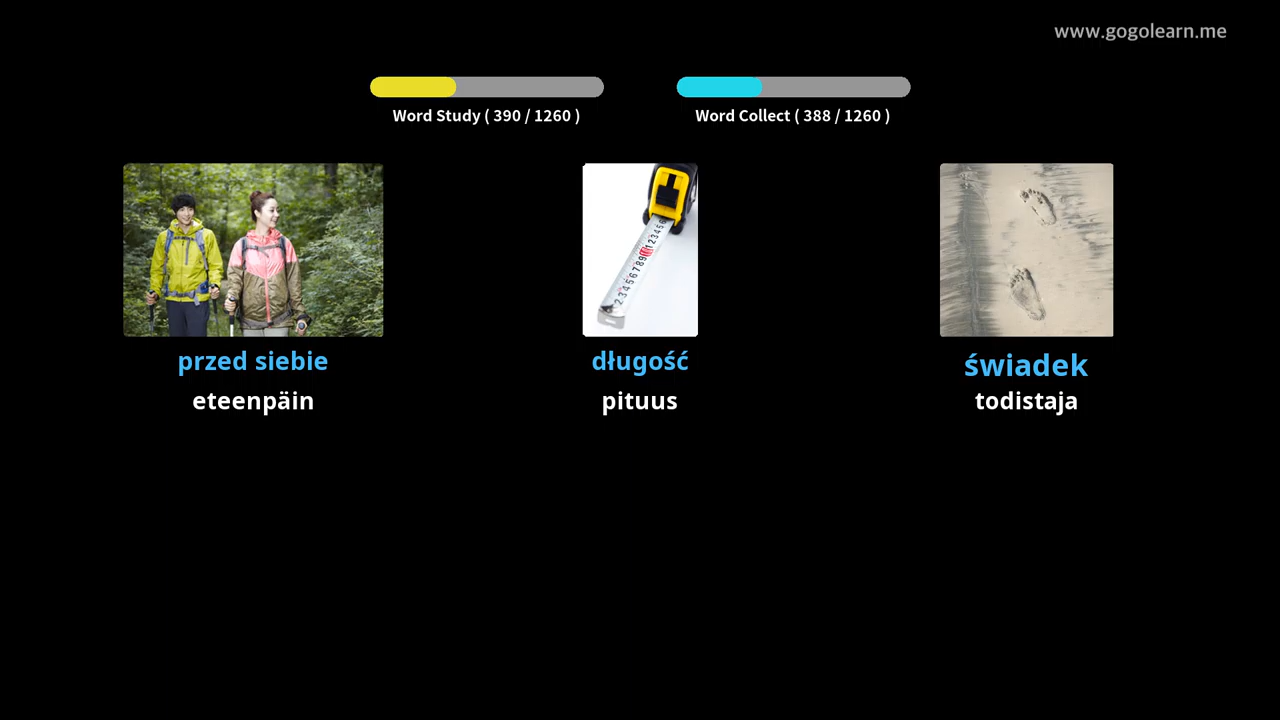 www.gogolearn.me
Word Study ( 390 / 1260 )
Word Collect ( 388 / 1260 )
przed siebie
długość
świadek
eteenpäin
pituus
todistaja